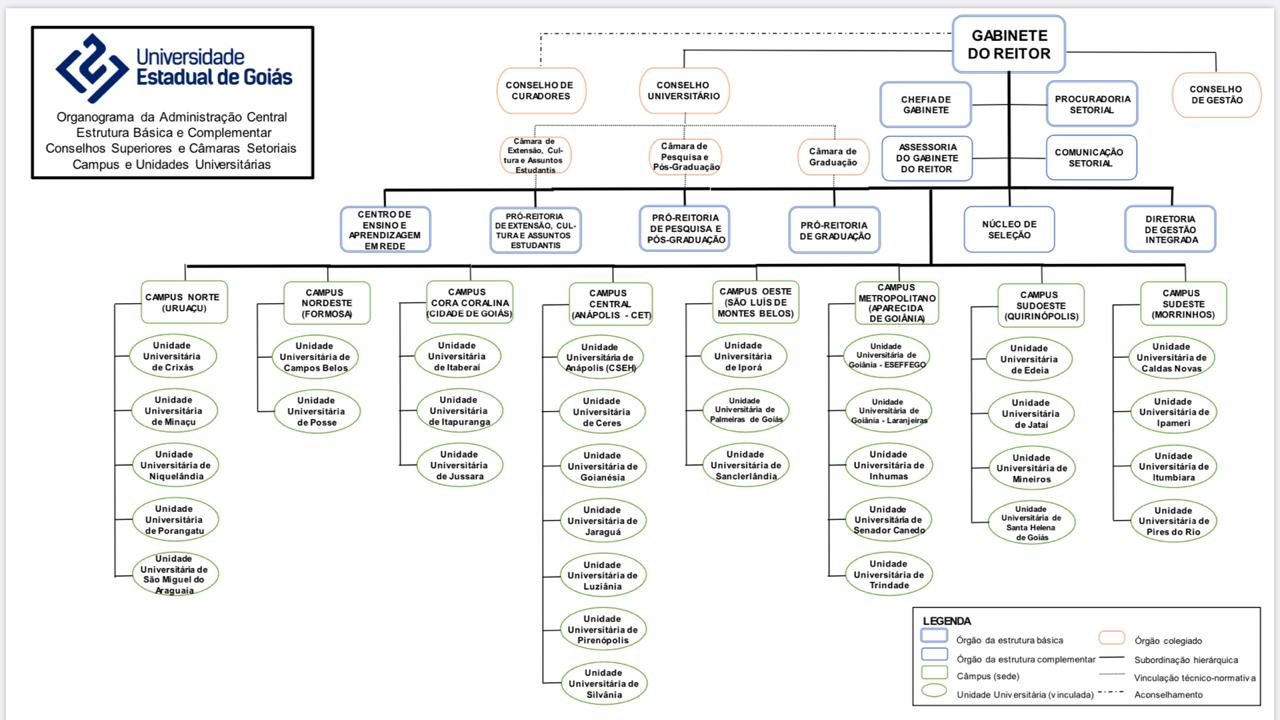 Universidade
Estadual de Goiás
Organograma da Administração Central
Estrutura Básica e Complementar
Conselhos Superiores e Câmaras Setoriais
Campus e Unidades Universitárias
GABINETE
DO REITOR
CONSELHO DE
CURADORES
CONSELHO
UNIVERSITÁRIO
CHEFIA DE
GABINETE
PROCURADORIA
SETORIAL
CONSELHO
DE GESTÃO
Câmara de
Extensão, Cul-
tura e Assuntos
Estudantis
Câmara de
Pesquisa e
Pós-Graduação
Câmara de
Graduação
ASSESSORIA
DO GABINETE
DO REITOR
COMUNICAÇÃO
SETORIAL
CENTRO DE
ENSINO E
APRENDIZAGEM
EM REDE
PRÓ-REITORIA
DE EXTENSÃO, CUL-
TURA E ASSUNTOS
ESTUDANTIS
PRÓ-REITORIA
DE PESQUISA E
PÓS-GRADUAÇÃO
PRÓ-REITORIA
DE GRADUAÇÃO
NÚCLEO DE
SELEÇÃO
DIRETORIA
DE GESTÃO
INTEGRADA
CAMPUS NORTE
(URUAÇU)
CAMPUS
NORDESTE
(FORMOSA)
CAMPUS
CORA CORALINA
(CIDADE DE GOIÁS)
CAMPUS
CENTRAL
(ANÁPOLIS - CET)
CAMPUS OESTE
(SÃO LUÍS DE
MONTES BELOS)
CAMPUS
METROPOLITANO
(APARECIDA
DE GOIÂNIA)
CAMPUS
SUDOESTE
(QUIRINÓPOLIS)
CAMPUS
SUDESTE
(MORRINHOS)
Unidade
Universitária
de Crixás
Unidade
Universitária de
Campos Belos
Unidade
Universitária
de Itaberaí
Unidade
Universitária de
Anápolis (CSEH)
Unidade
Universitária
de Iporá
Unidade
Universitária de
Goiânia - ESEFFEGO
Unidade
Universitária
de Edeia
Unidade
Universitária de
Caldas Novas
Unidade
Universitária
de Minaçu
Unidade
Universitária
de Posse
Unidade
Universitária
de Itapuranga
Unidade
Universitária
de Ceres
Unidade
Universitária de
Palmeiras de Goiás
Unidade
Universitária de
Goiânia - Laranjeiras
Unidade
Universitária
de Jataí
Unidade
Universitária de
Ipameri
Unidade
Universitária de
Niquelândia
Unidade
Universitária
de Jussara
Unidade
Universitária de
Goianésia
Unidade
Universitária de
Sanclerlândia
Unidade
Universitária de
Inhumas
Unidade
Universitária de
Mineiros
Unidade
Universitária de
Itumbiara
Unidade
Universitária
de Porangatu
Unidade
Universitária de
Jaraguá
Unidade
Universitária de
Senador Canedo
Unidade
Universitária de
Santa Helena
de Goiás
Unidade
Universitária de
Pires do Rio
Unidade
Universitária de
São Miguel do
Araguaia
Unidade
Universitária de
Luziânia
Unidade
Universitária de
Trindade
Unidade
Universitária de
Pirenópolis
Unidade
Universitária de
Silvânia
LEGENDA
Órgão da estrutura básica
Órgão da estrutura complementar
Câmpus (sede)
Unidade Universitária (vinculada)
Órgão colegiado
Subordinação hierárquica
Vinculação técnico-normativa
Aconselhamento